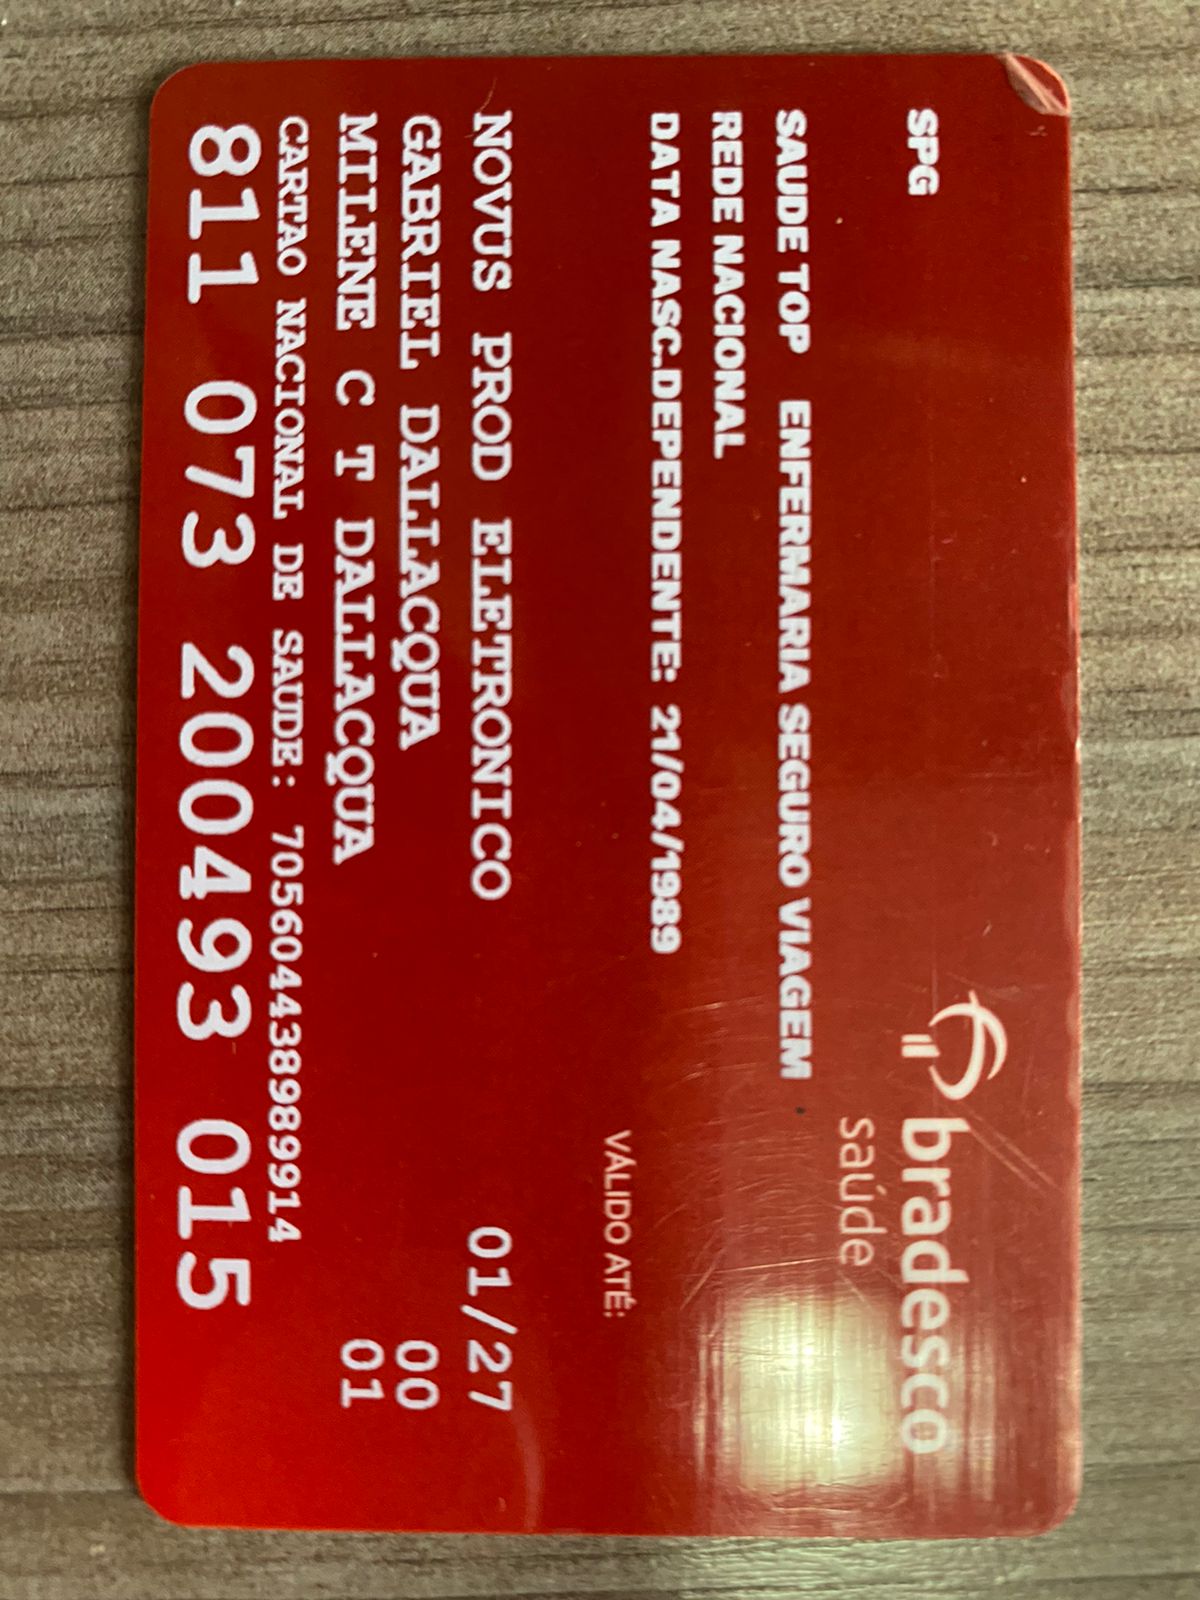 bradesco
saúde
SPG
SAUDE TOP ENFERMARIA SEGURO VIAGEM
REDE NACIONAL
DATA NASC.DEPENDENTE: 21/04/1989
VÁLIDO ATÉ:
NOVUS PROD ELETRONICO 01/27
GABRIEL DALLACQUA 00
MILENE C T DALLACQUA 01
CARTAO NACIONAL DE SAUDE: 705604438989914
811 073 200493 015